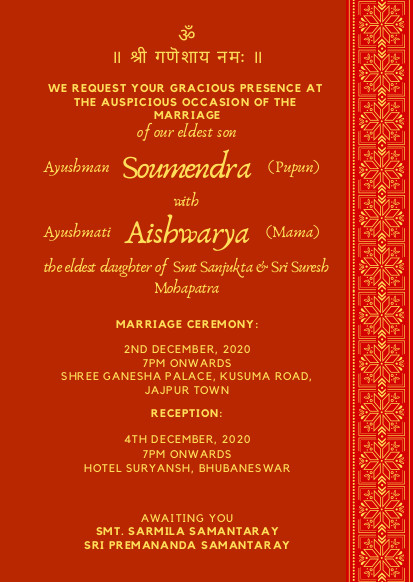 ॐ
॥ श्री गणेशाय नमः ॥
WE REQUEST YOUR GRACIOUS PRESENCE AT
THE AUSPICIOUS OCCASION OF THE
MARRIAGE
of our eldest son
Ayushman Soumendra (Pupun)
with
Ayushmati Aishwarya (Mama)
the eldest daughter of Smt Sanjukta & Sri Suresh
Mohapatra
MARRIAGE CEREMONY:
2ND DECEMBER, 2020
7PM ONWARDS
SHREE GANESHA PALACE, KUSUMA ROAD,
JAJPUR TOWN
RECEPTION:
4TH DECEMBER, 2020
7PM ONWARDS
HOTEL SURYANSH, BHUBANESWAR
AWAITING YOU
SMT. SARMILA SAMANTARAY
SRI PREMANANDA SAMANTARAY